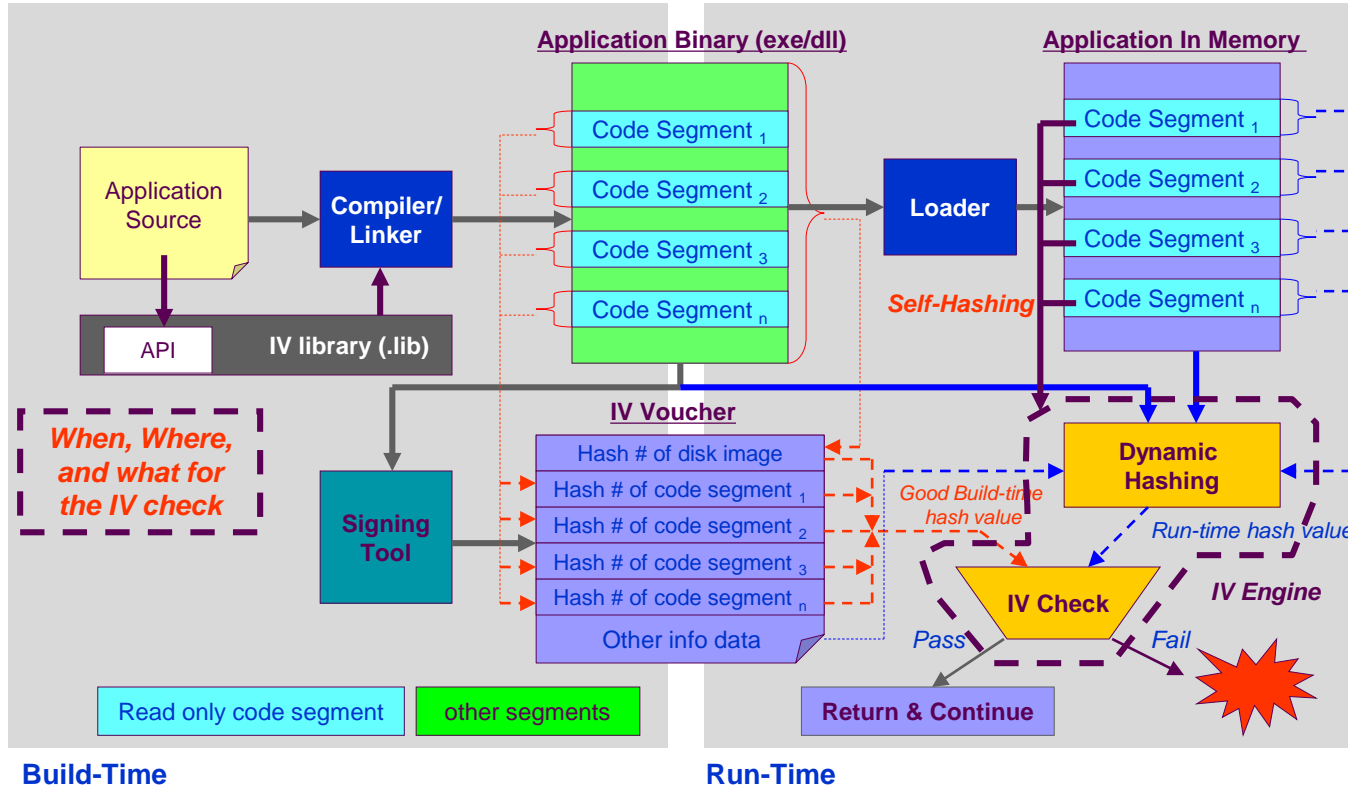 Application Binary (exe/dll)
Application In Memory
Code Segment 1
Code Segment 2
Code Segment 3
Code Segment n
Code Segment 1
Code Segment 2
Code Segment 3
Code Segment n
Application
Source
Compiler/
Linker
Loader
Self-Hashing
API
IV library (.lib)
When, Where,
and what for
the IV check
IV Voucher
Signing
Tool
Hash # of disk image
Hash # of code segment 1
Hash # of code segment 2
Hash # of code segment 3
Hash # of code segment n
Other info data
Good Build-time
hash value
Dynamic
Hashing
Run-time hash value
IV Check
IV Engine
Pass
Fail
Return & Continue
Read only code segment
other segments
Build-Time
Run-Time